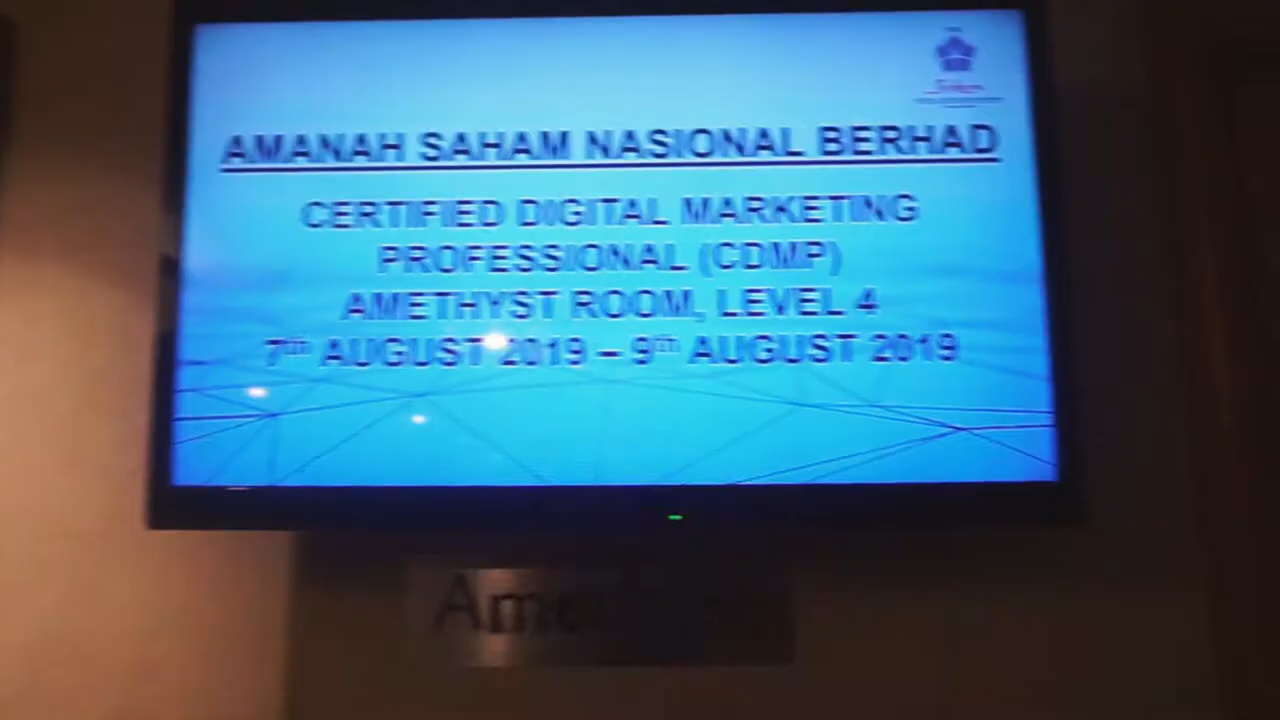 AMANAH SAHAM NASIONAL BERHAD
CERTIFIED DIGITAL MARKETING
PROFESSIONAL (CDMP)
AMETHYST ROOM, LEVEL 4
7th AUGUST 2019 – 9th AUGUST 2019